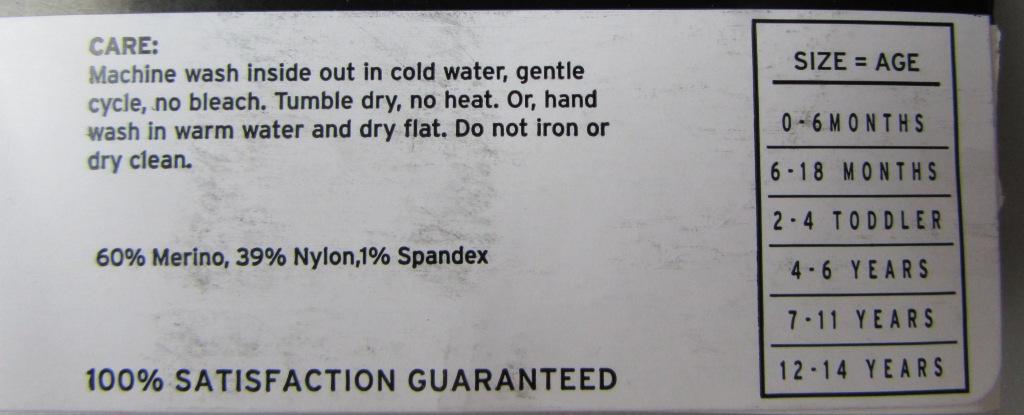 CARE:
Machine wash inside out in cold water, gentle
cycle, no bleach. Tumble dry, no heat. Or, hand
wash in warm water and dry flat. Do not iron or
dry clean.
60% Merino, 39% Nylon,1% Spandex
100% SATISFACTION GUARANTEED
SIZE = AGE
0-6 MONTHS
6-18 MONTHS
2-4 TODDLER
4-6 YEARS
7-11 YEARS
12-14 YEARS